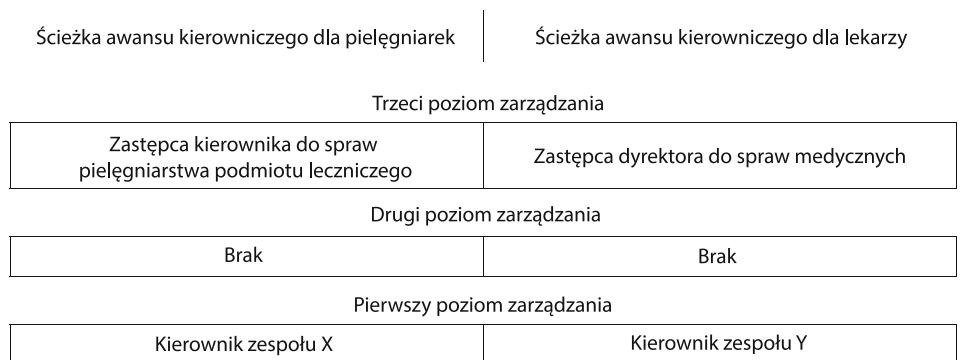 Ścieżka awansu kierowniczego dla pielęgniarek
Ścieżka awansu kierowniczego dla lekarzy
Trzeci poziom zarządzania
Zastępca kierownika do spraw
pielęgniarstwa podmiotu leczniczego
Zastępca dyrektora do spraw medycznych
Drugi poziom zarządzania
Brak
Brak
Pierwszy poziom zarządzania
Kierownik zespołu X
Kierownik zespołu Y